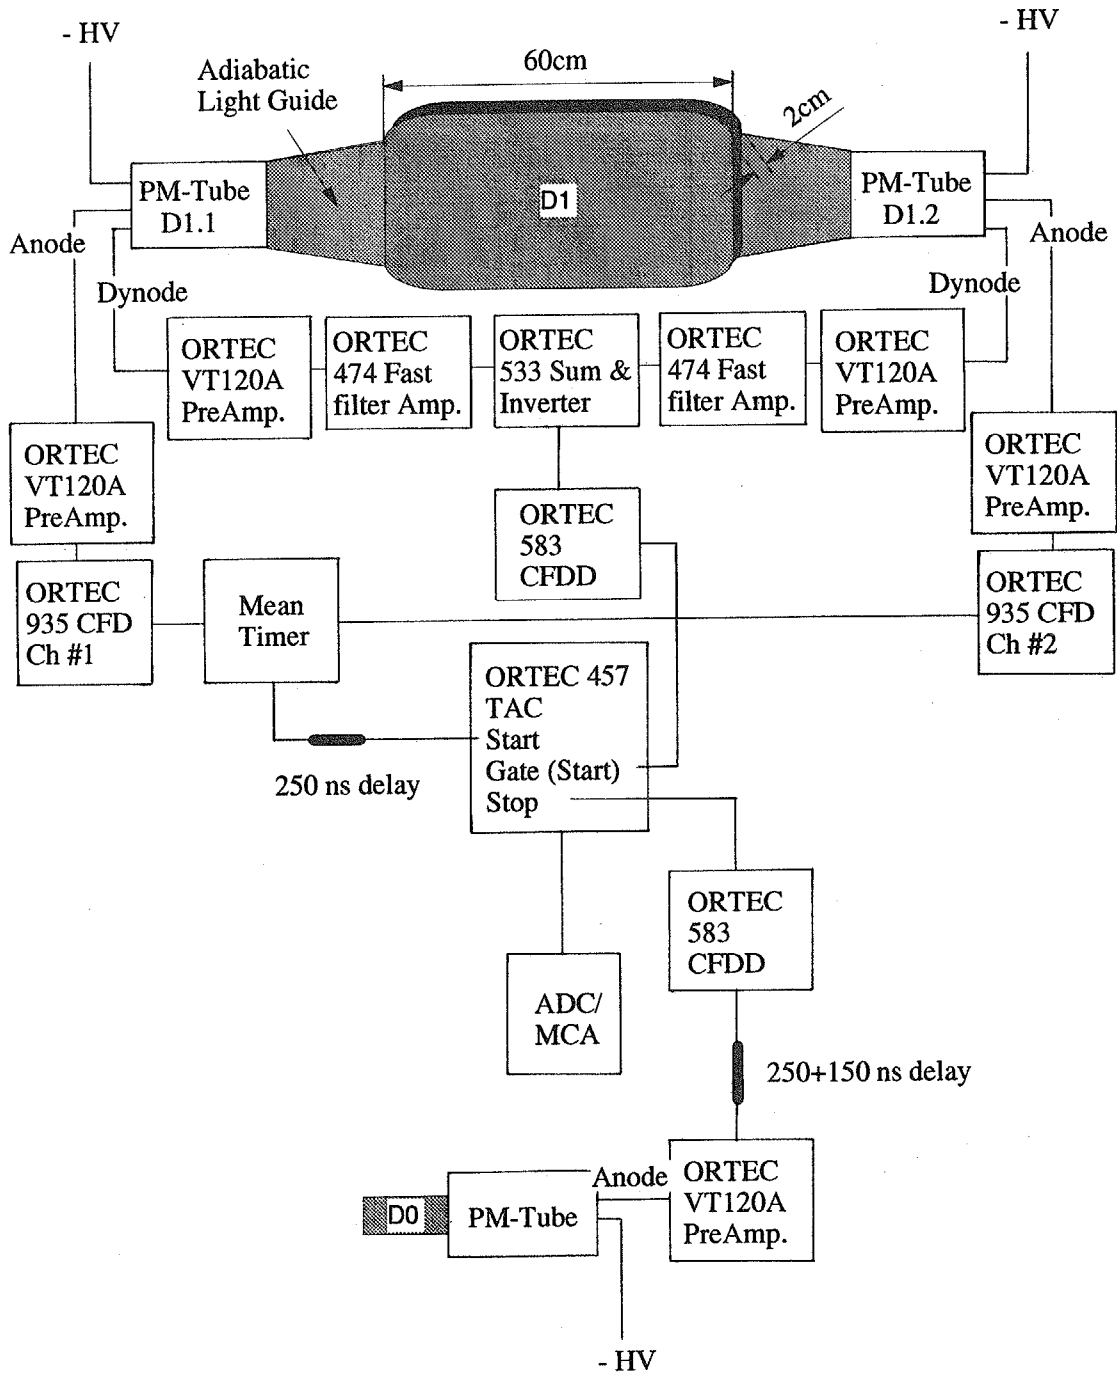 - HV
- HV
60cm
Adiabatic
Light Guide
2cm
PM-Tube
D1.1
D1
PM-Tube
D1.2
Anode
Anode
Dynode
Dynode
ORTEC
VT120A
PreAmp.
ORTEC
474 Fast
filter Amp.
ORTEC
533 Sum &
Inverter
ORTEC
474 Fast
filter Amp.
ORTEC
VT120A
PreAmp.
ORTEC
VT120A
PreAmp.
ORTEC
VT120A
PreAmp.
ORTEC
583
CFDD
ORTEC
935 CFD
Ch #1
Mean
Timer
ORTEC
935 CFD
Ch #2
ORTEC 457
TAC
Start
Gate (Start)
Stop
250 ns delay
ORTEC
583
CFDD
ADC/
MCA
250+150 ns delay
D0
PM-Tube
Anode
ORTEC
VT120A
PreAmp.
- HV